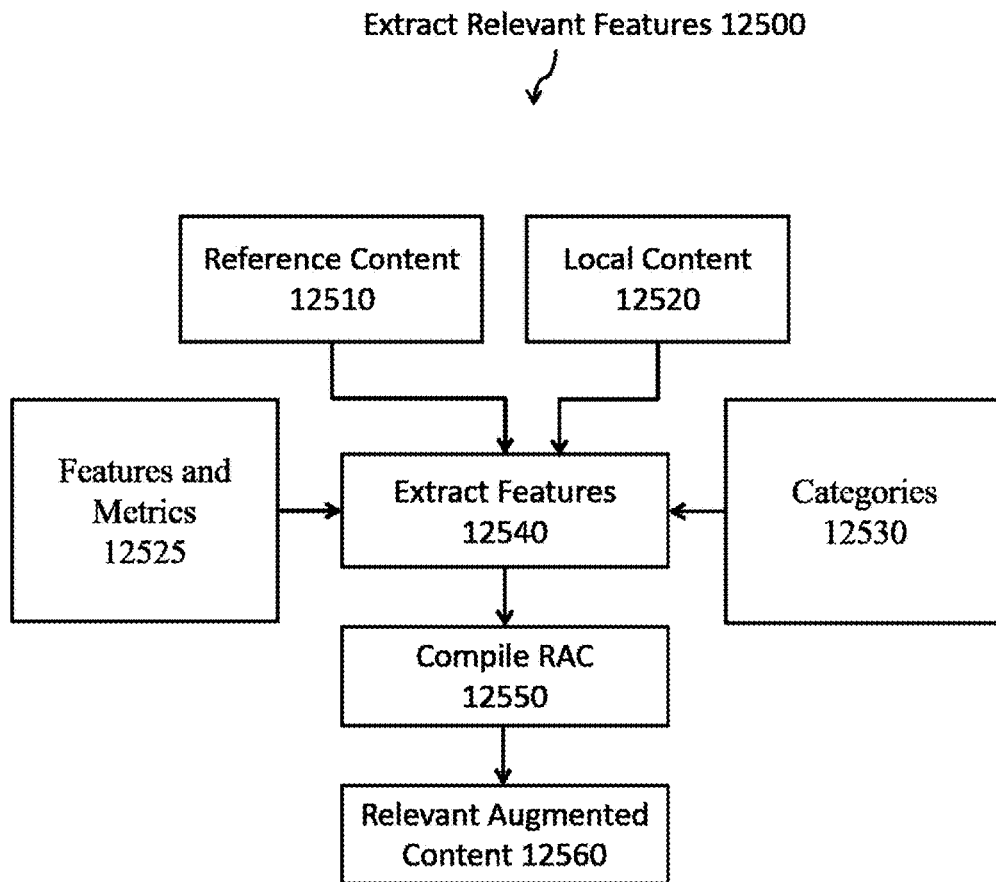 Extract Relevant Features 12500
Reference Content
12510
Local Content
12520
Features and
Metrics
12525
Extract Features
12540
Categories
12530
Compile RAC
12550
Relevant Augmented
Content 12560